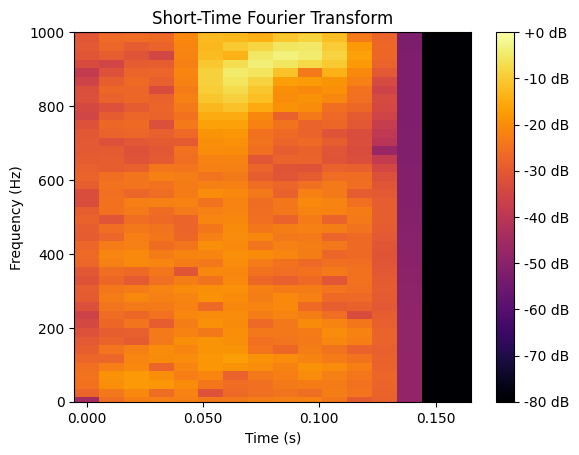 Short-Time Fourier Transform
Frequency (Hz)
1000
800
600
400
200
0
0.000
0.050
0.100
0.150
Time (s)
+0 dB
-10 dB
-20 dB
-30 dB
-40 dB
-50 dB
-60 dB
-70 dB
-80 dB